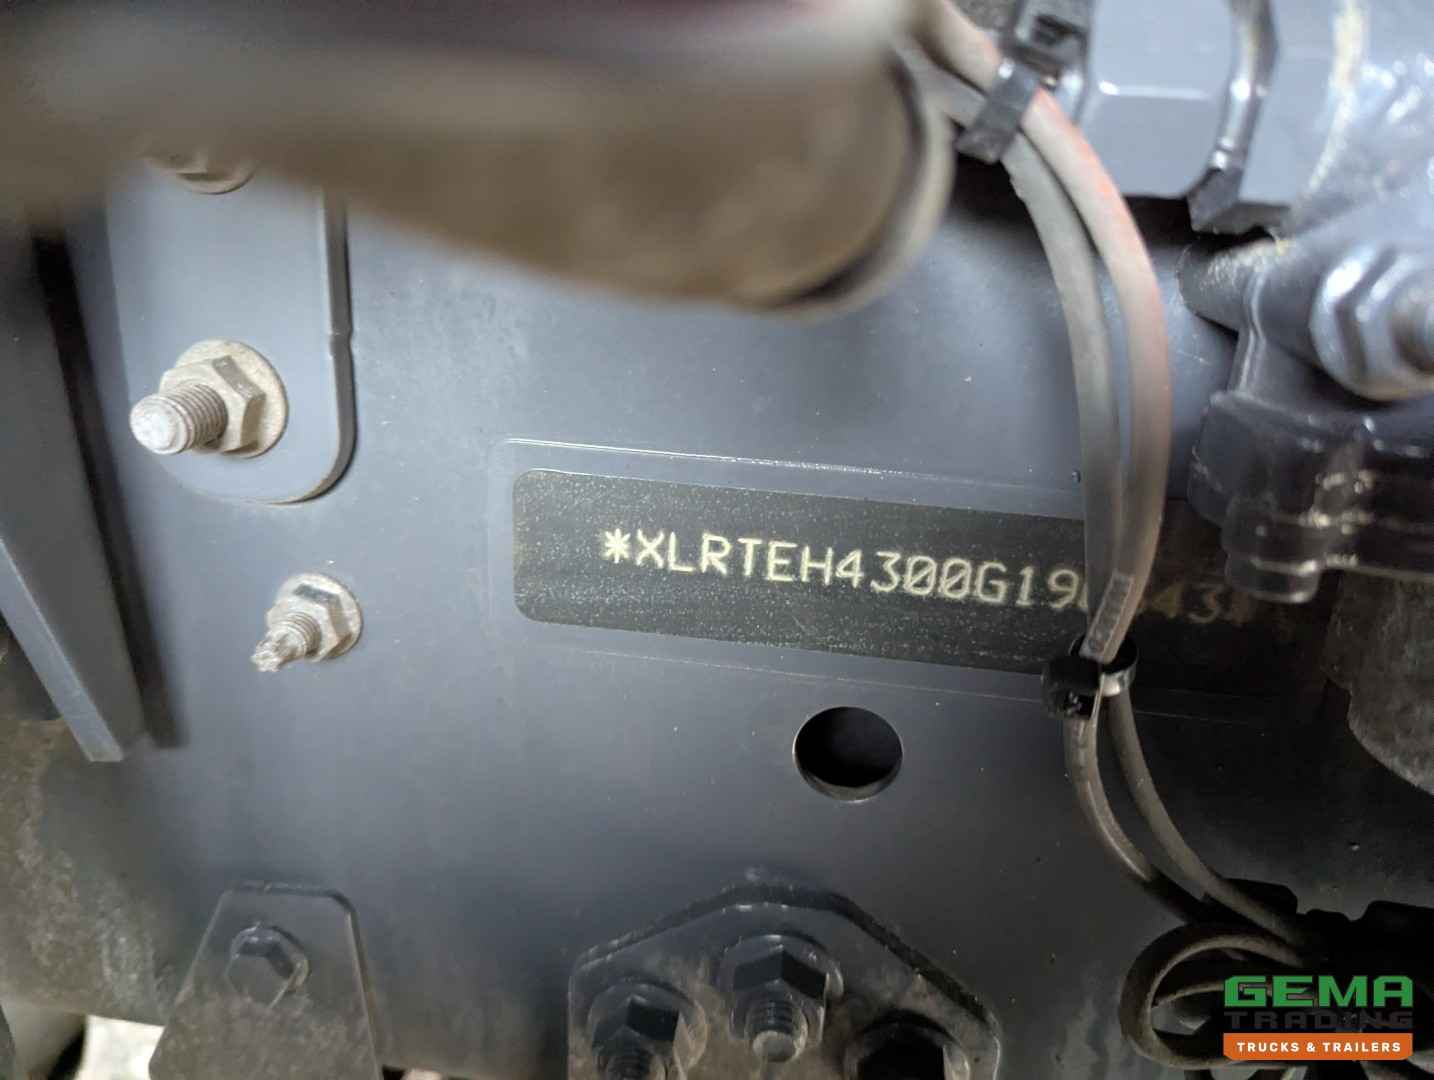 *XLRTEH4300G19
GEMA
TRADING
TRUCKS & TRAILERS